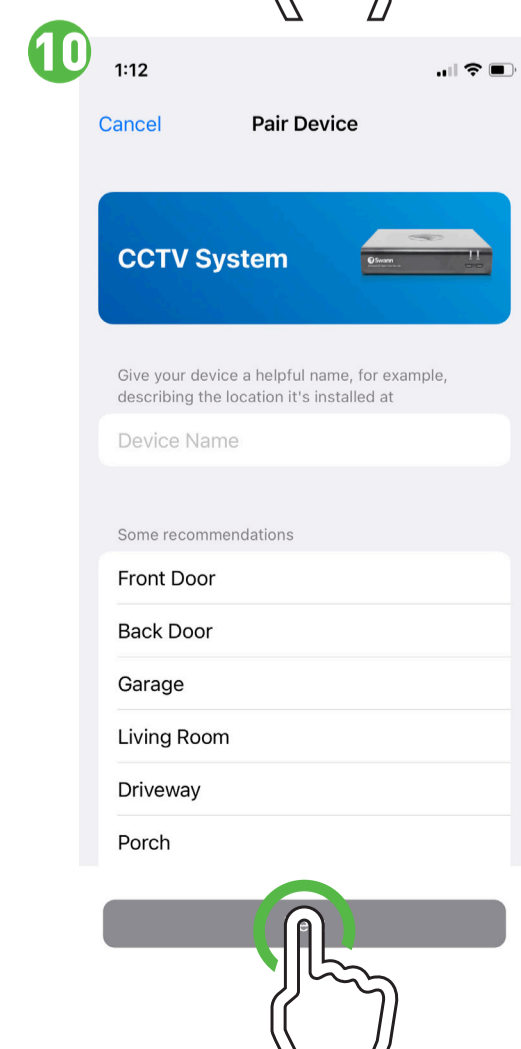 10
1:12
Cancel Pair Device
CCTV System
Swann
Give your device a helpful name, for example,
describing the location it's installed at
Device Name
Some recommendations
Front Door
Back Door
Garage
Living Room
Driveway
Porch